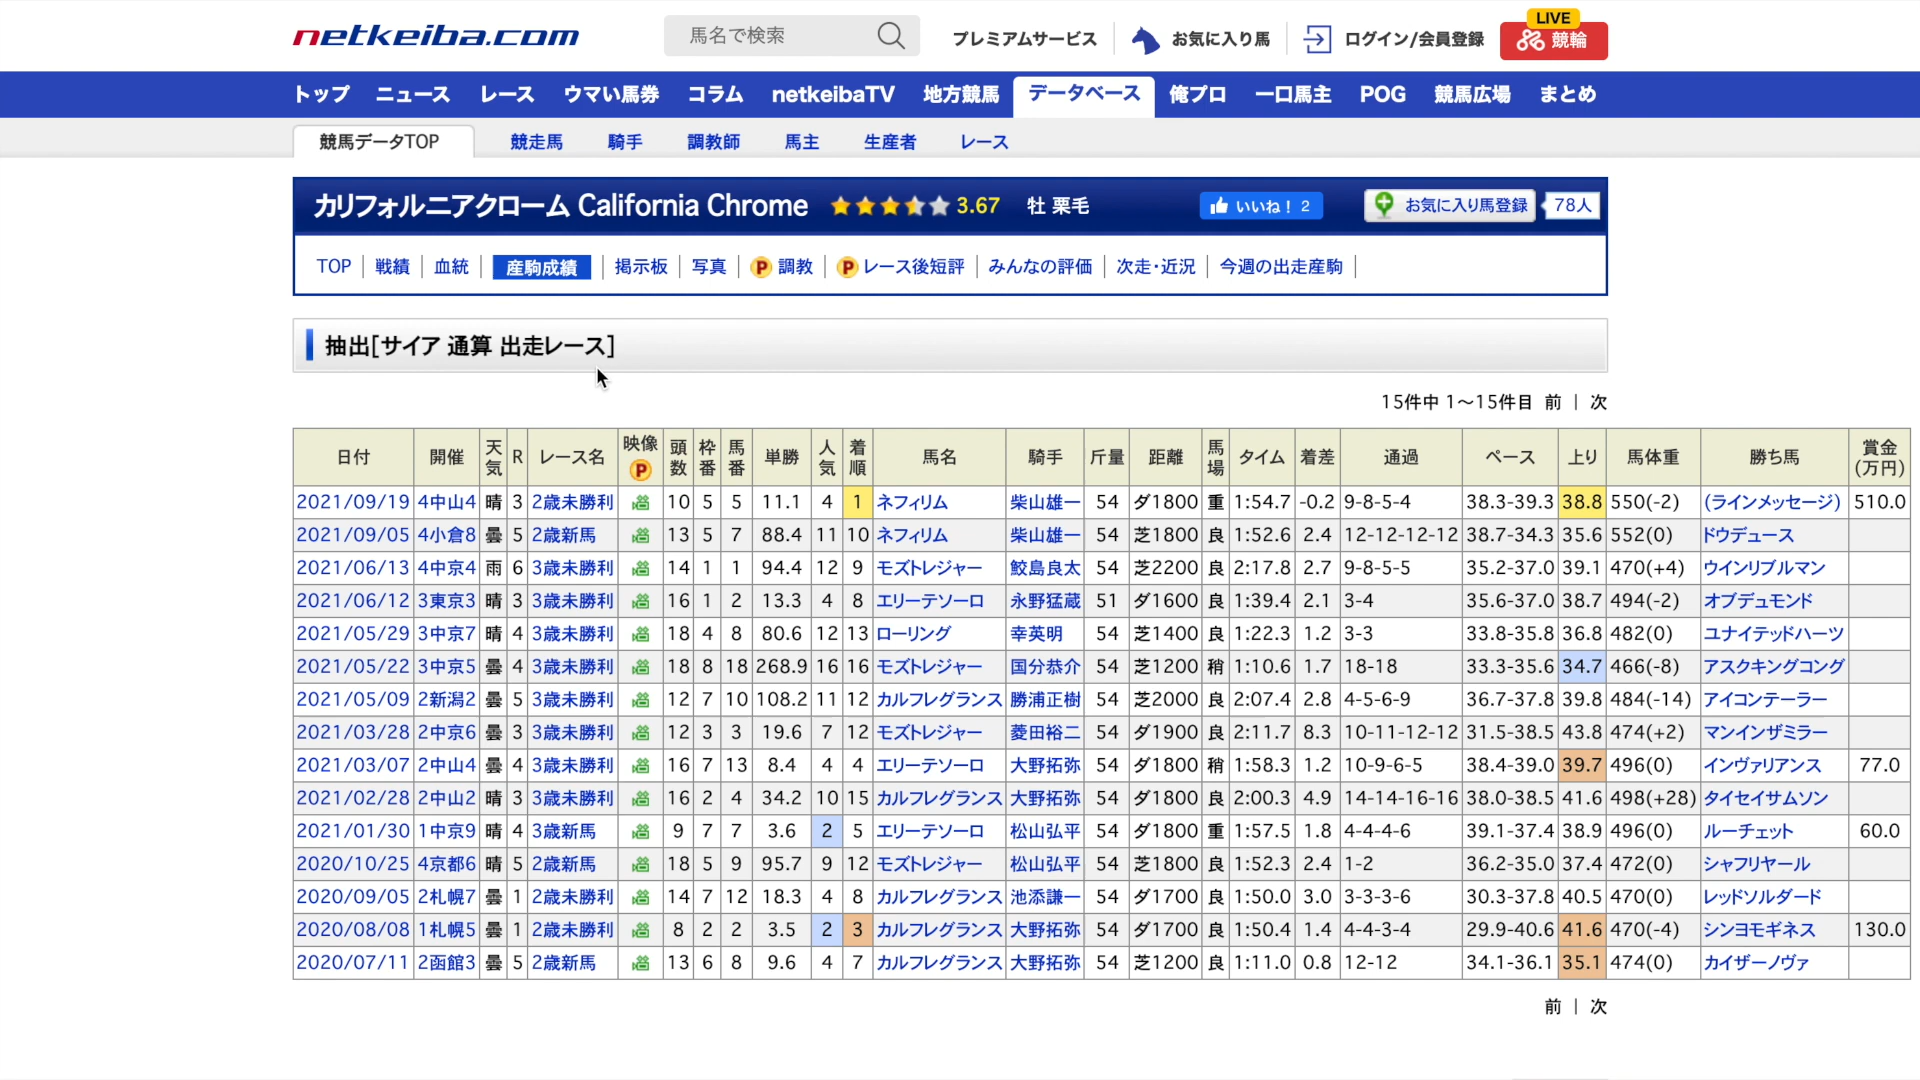 netkeiba.com 馬名で検索 プレミアムサービス お気に入り馬 ログイン/会員登録 LIVE 競輪
トップ ニュース レース ウマい馬券 コラム netkeibaTV 地方競馬 データベース 俺プロ 一口馬主 POG 競馬広場 まとめ
競馬データTOP 競走馬 騎手 調教師 馬主 生産者 レース
カリフォルニアクローム California Chrome 3.67 牡 栗毛 いいね! 2 お気に入り馬登録 78人
TOP 戦績 血統 産駒成績 掲示板 写真 P 調教 P レース後短評 みんなの評価 次走・近況 今週の出走産駒
抽出[サイア 通算 出走レース]
15件中 1〜15件目 前 | 次
日付 開催 天気 R レース名 映像 P 頭数 枠番 馬番 単勝 人気 着順 馬名 騎手 斤量 距離 馬場 タイム 着差 通過 ペース 上り 馬体重 勝ち馬 賞金(万円)
2021/09/19 4中山4 晴 3 2歳未勝利 10 5 5 11.1 4 1 ネフィリム 柴山雄一 54 ダ1800 重 1:54.7 -0.2 9-8-5-4 38.3-39.3 38.8 550(-2) (ラインメッセージ) 510.0
2021/09/05 4小倉8 曇 5 2歳新馬 13 5 7 88.4 11 10 ネフィリム 柴山雄一 54 芝1800 良 1:52.6 2.4 12-12-12-12 38.7-34.3 35.6 552(0) ドウデュース
2021/06/13 4中京4 雨 6 3歳未勝利 14 1 1 94.4 12 9 モズトレジャー 鮫島良太 54 芝2200 良 2:17.8 2.7 9-8-5-5 35.2-37.0 39.1 470(+4) ウインリブルマン
2021/06/12 3東京3 晴 3 3歳未勝利 16 1 2 13.3 4 8 エリーテソーロ 永野猛蔵 51 ダ1600 良 1:39.4 2.1 3-4 35.6-37.0 38.7 494(-2) オブデュモンド
2021/05/29 3中京7 晴 4 3歳未勝利 18 4 8 80.6 12 13 ローリング 幸英明 54 芝1400 良 1:22.3 1.2 3-3 33.8-35.8 36.8 482(0) ユナイテッドハーツ
2021/05/22 3中京5 曇 4 3歳未勝利 18 8 18 268.9 16 16 モズトレジャー 国分恭介 54 芝1200 稍 1:10.6 1.7 18-18 33.3-35.6 34.7 466(-8) アスクキングコング
2021/05/09 2新潟2 曇 5 3歳未勝利 12 7 10 108.2 11 12 カルフレグランス 勝浦正樹 54 芝2000 良 2:07.4 2.8 4-5-6-9 36.7-37.8 39.8 484(-14) アイコンテーラー
2021/03/28 2中京6 曇 3 3歳未勝利 12 3 3 19.6 7 12 モズトレジャー 菱田裕二 54 ダ1900 良 2:11.7 8.3 10-11-12-12 31.5-38.5 43.8 474(+2) マンインザミラー
2021/03/07 2中山4 曇 4 3歳未勝利 16 7 13 8.4 4 4 エリーテソーロ 大野拓弥 54 ダ1800 稍 1:58.3 1.2 10-9-6-5 38.4-39.0 39.7 496(0) インヴァリアンス 77.0
2021/02/28 2中山2 晴 3 3歳未勝利 16 2 4 34.2 10 15 カルフレグランス 大野拓弥 54 ダ1800 良 2:00.3 4.9 14-14-16-16 38.0-38.5 41.6 498(+28) タイセイサムソン
2021/01/30 1中京9 晴 4 3歳新馬 9 7 7 3.6 2 5 エリーテソーロ 松山弘平 54 ダ1800 重 1:57.5 1.8 4-4-4-6 39.1-37.4 38.9 496(0) ルーチェット 60.0
2020/10/25 4京都6 晴 5 2歳新馬 18 5 9 95.7 9 12 モズトレジャー 松山弘平 54 芝1800 良 1:52.3 2.4 1-2 36.2-35.0 37.4 472(0) シャフリヤール
2020/09/05 2札幌7 曇 1 2歳未勝利 14 7 12 18.3 4 8 カルフレグランス 池添謙一 54 ダ1700 良 1:50.0 3.0 3-3-3-6 30.3-37.8 40.5 470(0) レッドソルダード
2020/08/08 1札幌5 曇 1 2歳未勝利 8 2 2 3.5 2 3 カルフレグランス 大野拓弥 54 ダ1700 良 1:50.4 1.4 4-4-3-4 29.9-40.6 41.6 470(-4) シンヨモギネス 130.0
2020/07/11 2函館3 曇 5 2歳新馬 13 6 8 9.6 4 7 カルフレグランス 大野拓弥 54 芝1200 良 1:11.0 0.8 12-12 34.1-36.1 35.1 474(0) カイザーノヴァ
前 | 次